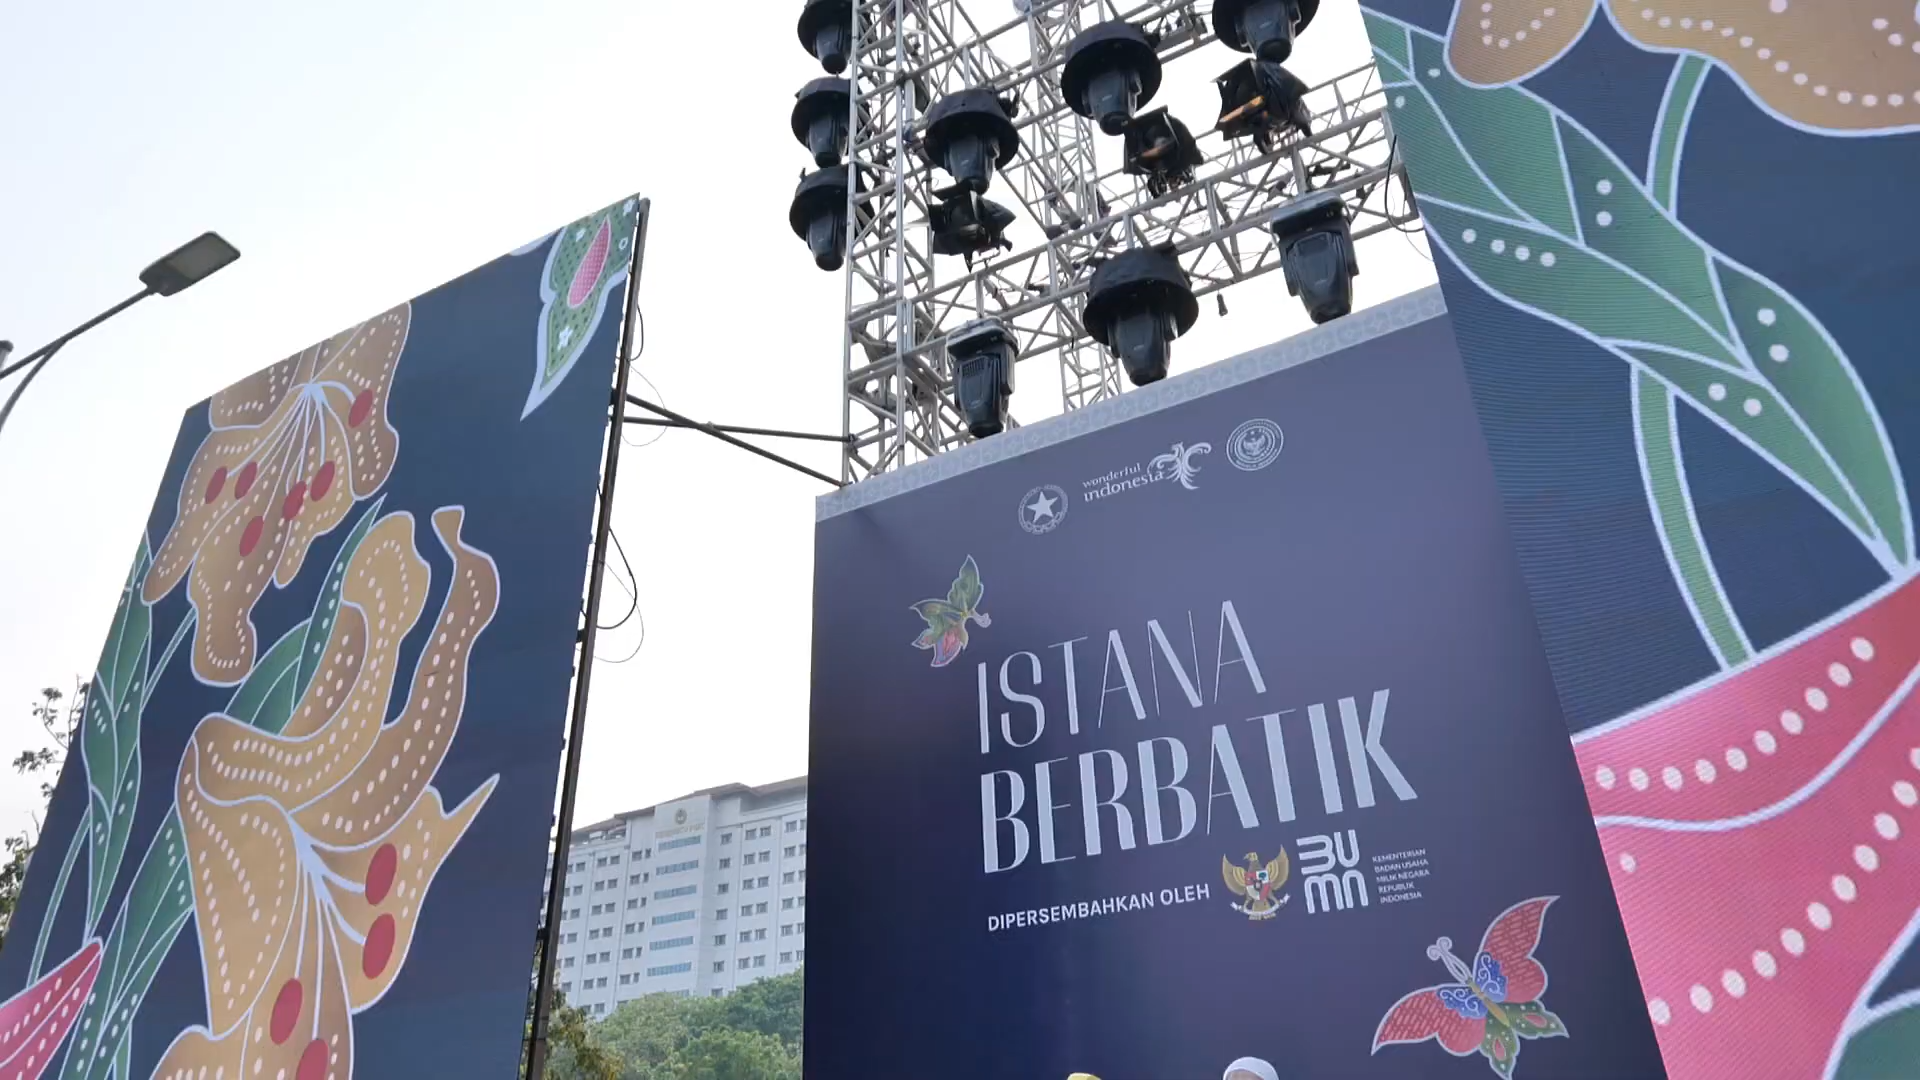 wonderful
indonesia
ISTANA
BERBATIK
DIPERSEMBAHKAN OLEH
BUMN
KEMENTERIAN
BADAN USAHA
MILIK NEGARA
REPUBLIK
INDONESIA